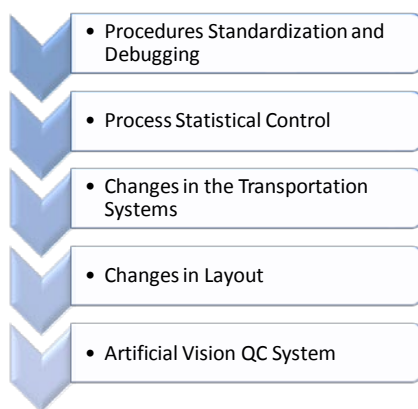 • Procedures Standardization and
Debugging
• Process Statistical Control
• Changes in the Transportation
Systems
• Changes in Layout
• Artificial Vision QC System